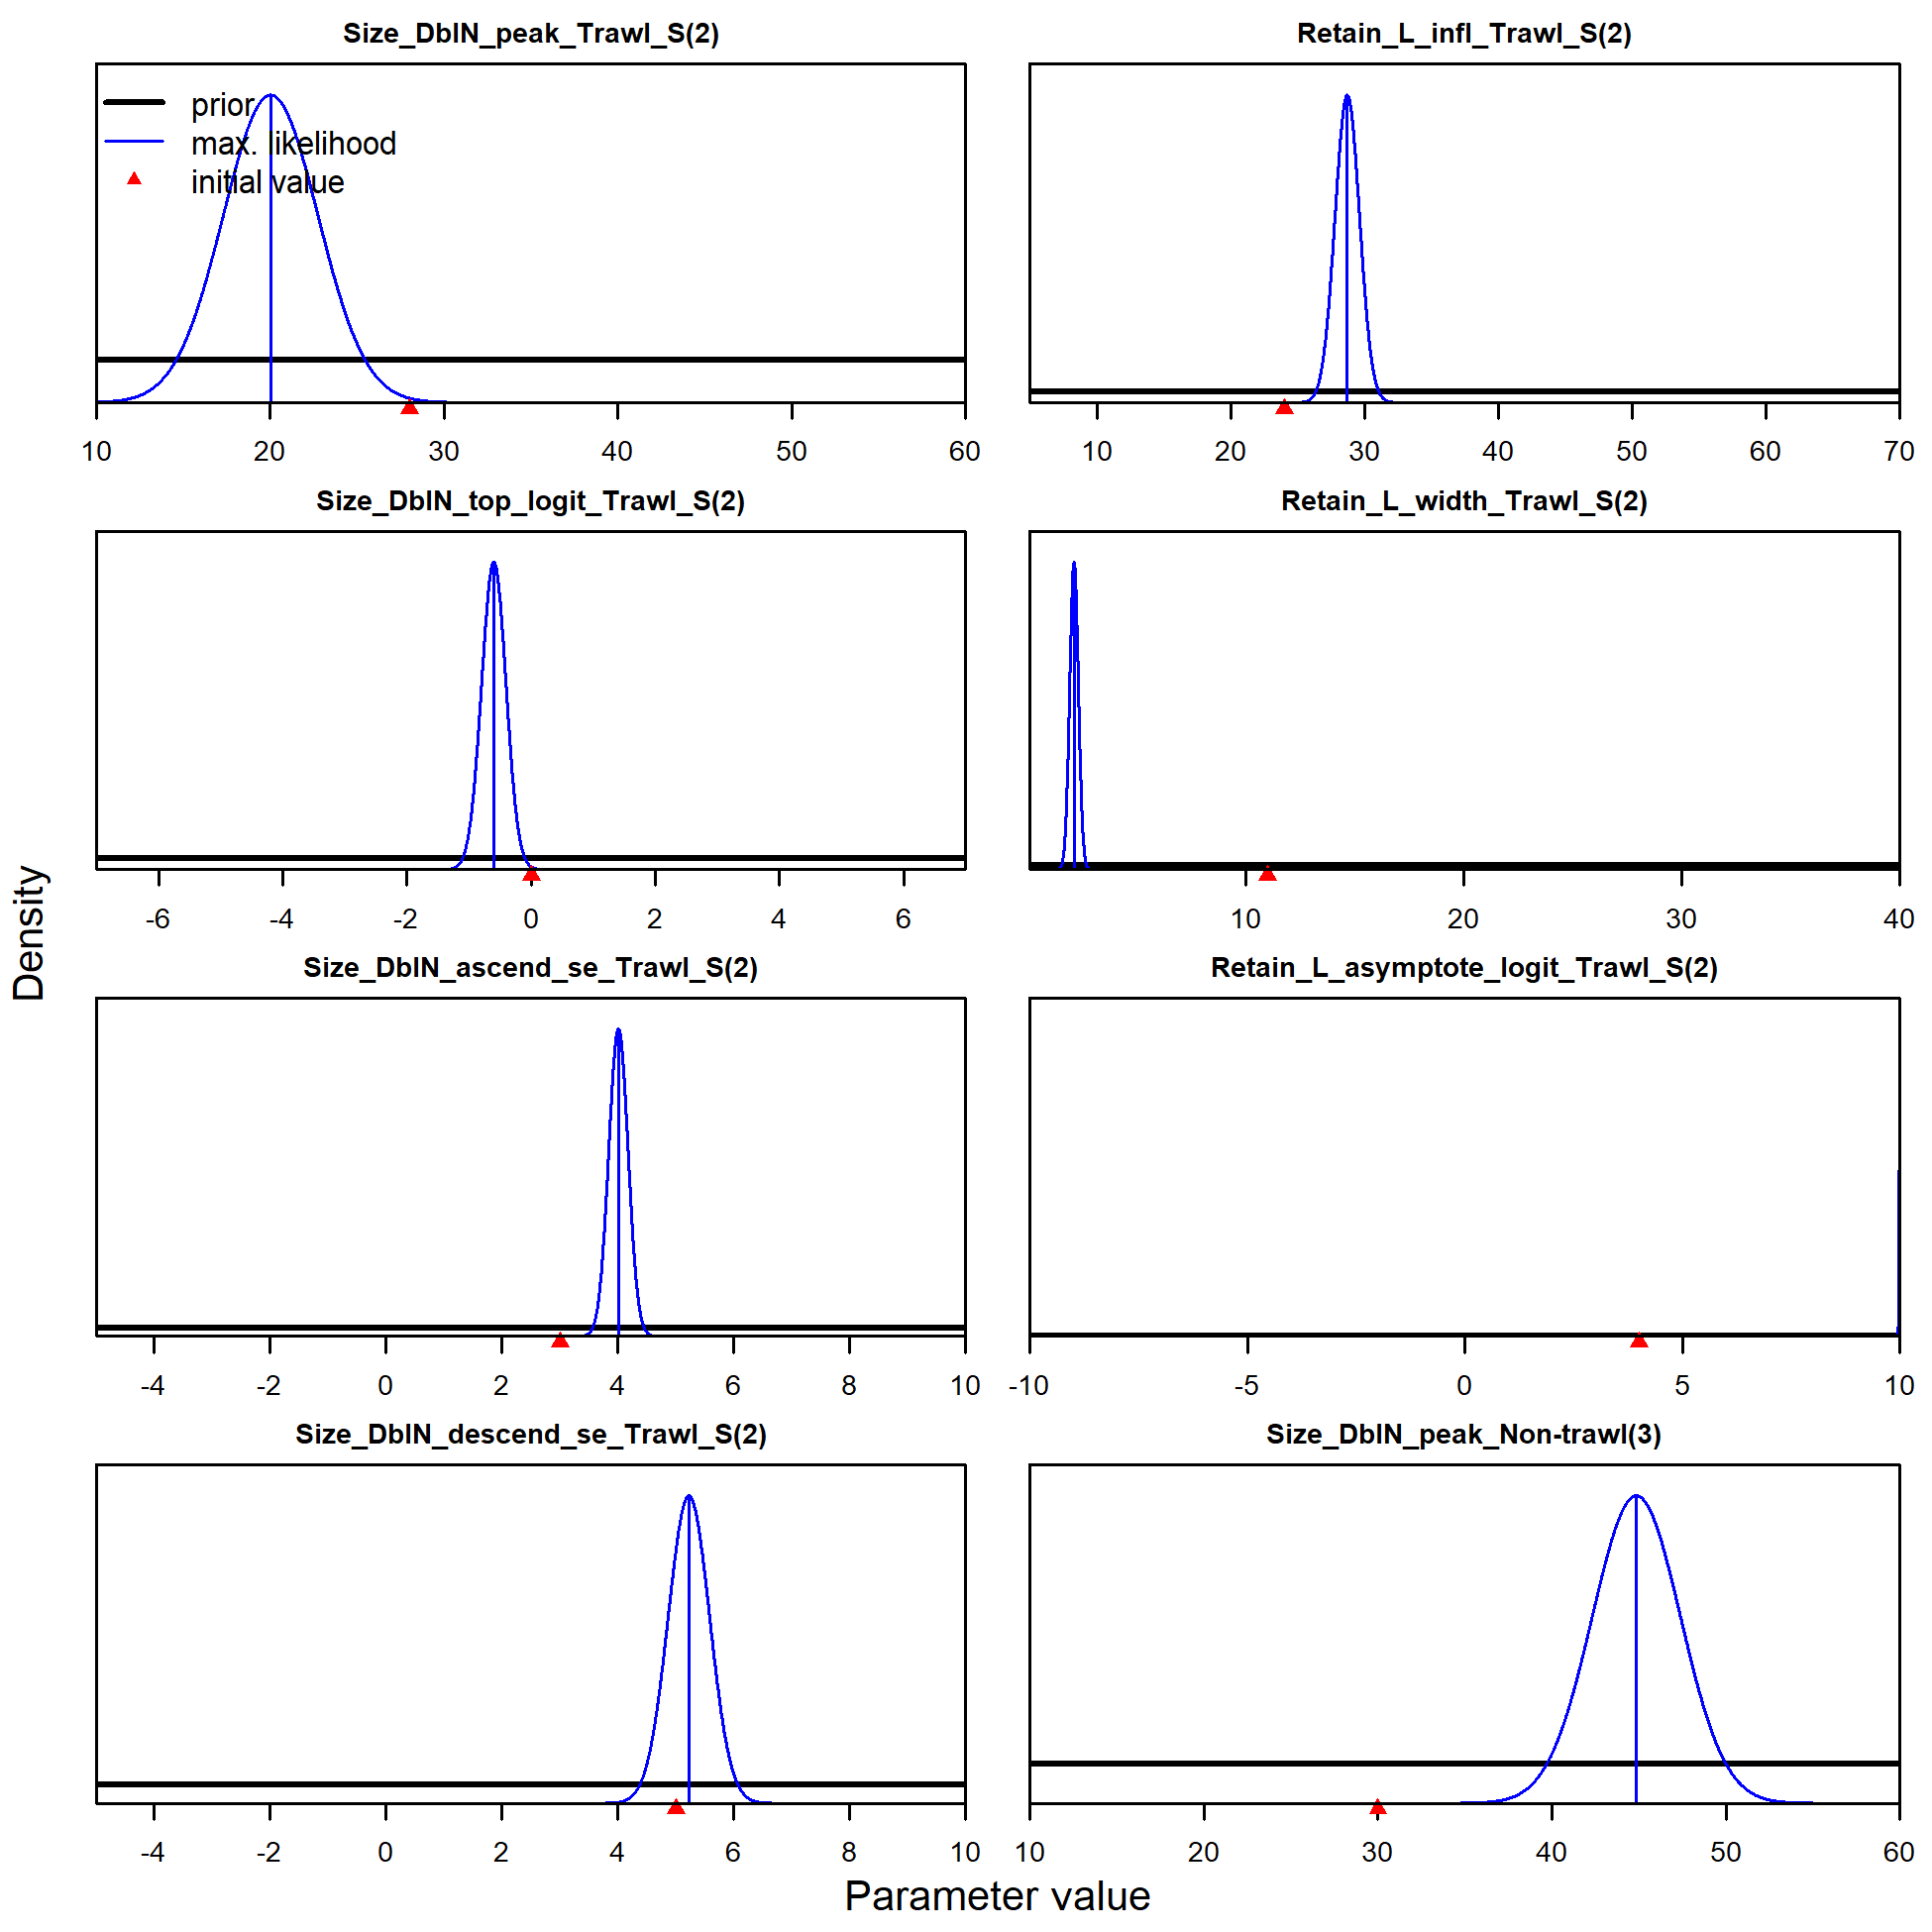 Size_DblN_peak_Trawl_S(2)
prior
max. likelihood
initial value
10 20 30 40 50 60
Retain_L_infl_Trawl_S(2)
10 20 30 40 50 60 70
Size_DblN_top_logit_Trawl_S(2)
-6 -4 -2 0 2 4 6
Retain_L_width_Trawl_S(2)
10 20 30 40
Size_DblN_ascend_se_Trawl_S(2)
-4 -2 0 2 4 6 8 10
Retain_L_asymptote_logit_Trawl_S(2)
-10 -5 0 5 10
Size_DblN_descend_se_Trawl_S(2)
-4 -2 0 2 4 6 8 10
Size_DblN_peak_Non-trawl(3)
10 20 30 40 50 60
Density
Parameter value